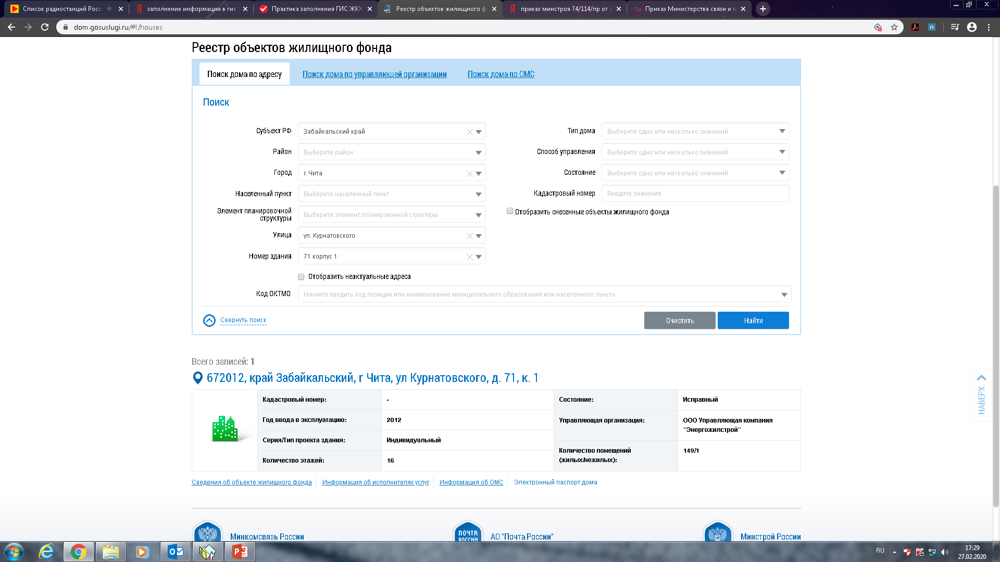 Список радиостанций Росс
заполнение информации в гис
Практика заполнения ГИС ЖКХ
Реестр объектов жилищного ф
приказ минстроя 74/114/пр от 2
Приказ Министерства связи и м
dom.gosuslugi.ru/#!/houses
Реестр объектов жилищного фонда
Поиск дома по адресу
Поиск дома по управляющей организации
Поиск дома по ОМС
Поиск
Субъект РФ
Забайкальский край
Тип дома
Выберите одно или несколько значений
Район
Выберите район
Способ управления
Выберите одно или несколько значений
Город
г. Чита
Состояние
Выберите одно или несколько значений
Населенный пункт
Выберите населенный пункт
Кадастровый номер
Введите значение
Элемент планировочной
структуры
Выберите элемент планировочной структуры
Отобразить снесенные объекты жилищного фонда
Улица
ул. Курнатовского
Номер здания
71 корпус 1
Отобразить неактуальные адреса
Код ОКТМО
Начните вводить код позиции или наименование муниципального образования или населённого пункта
Свернуть поиск
Очистить
Найти
Всего записей: 1
672012, край Забайкальский, г Чита, ул Курнатовского, д. 71, к. 1
Кадастровый номер:
-
Состояние:
Исправный
Год ввода в эксплуатацию:
2012
Управляющая организация:
ООО Управляющая компания
"Энергожилстрой"
Серия/Тип проекта здания:
Индивидуальный
Количество помещений
(жилых/нежилых):
149/1
Количество этажей:
16
Сведения об объекте жилищного фонда
Информация об исполнителях услуг
Информация об ОМС
Электронный паспорт дома
НАВЕРХ
Минкомсвязь России
ПОЧТА
РОССИИ
АО "Почта России"
Минстрой России
RU
17:29
27.02.2020